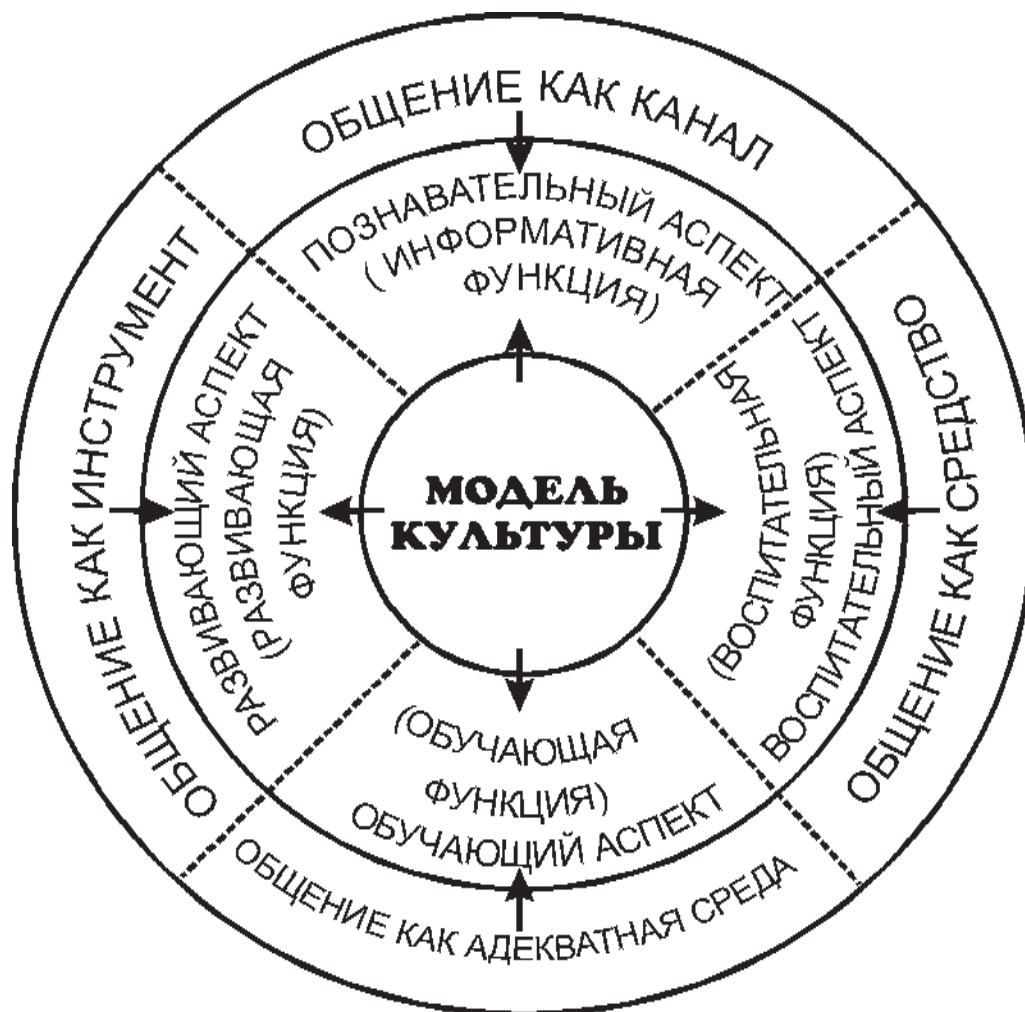 ОБЩЕНИЕ КАК КАНАЛ
ПОЗНАВАТЕЛЬНЫЙ АСПЕКТ
( ИНФОРМАТИВНАЯ
ФУНКЦИЯ)
ОБЩЕНИЕ КАК ИНСТРУМЕНТ
РАЗВИВАЮЩИЙ АСПЕКТ
(РАЗВИВАЮЩАЯ
ФУНКЦИЯ)
МОДЕЛЬ
КУЛЬТУРЫ
(ВОСПИТАТЕЛЬНАЯ
ФУНКЦИЯ)
ВОСПИТАТЕЛЬНЫЙ АСПЕКТ
ОБЩЕНИЕ КАК СРЕДСТВО
(ОБУЧАЮЩАЯ
ФУНКЦИЯ)
ОБУЧАЮЩИЙ АСПЕКТ
ОБЩЕНИЕ КАК АДЕКВАТНАЯ СРЕДА